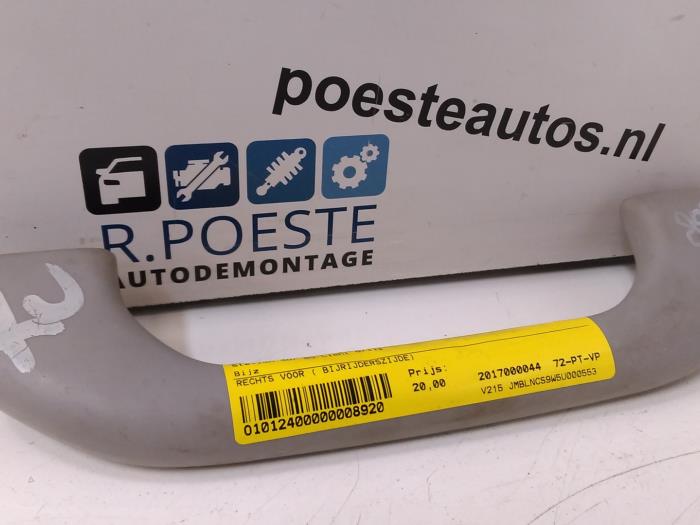 poesteautos.nl
R.POESTE
AUTODEMONTAGE
Bijz
RECHTS VOOR ( BIJRIJDERSZIJDE)
Prijs:
20,00
2017000044 72-PT-VP
V215 JMBLNCS9W5U000553
01012400000008920